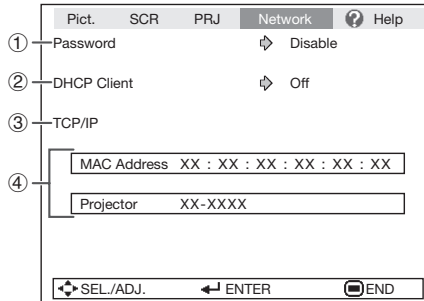 Pict. SCR PRJ Network ? Help
① Password Disable
② DHCP Client Off
③ TCP/IP
④
MAC Address XX : XX : XX : XX : XX : XX
Projector XX-XXXX
SEL./ADJ. ENTER END